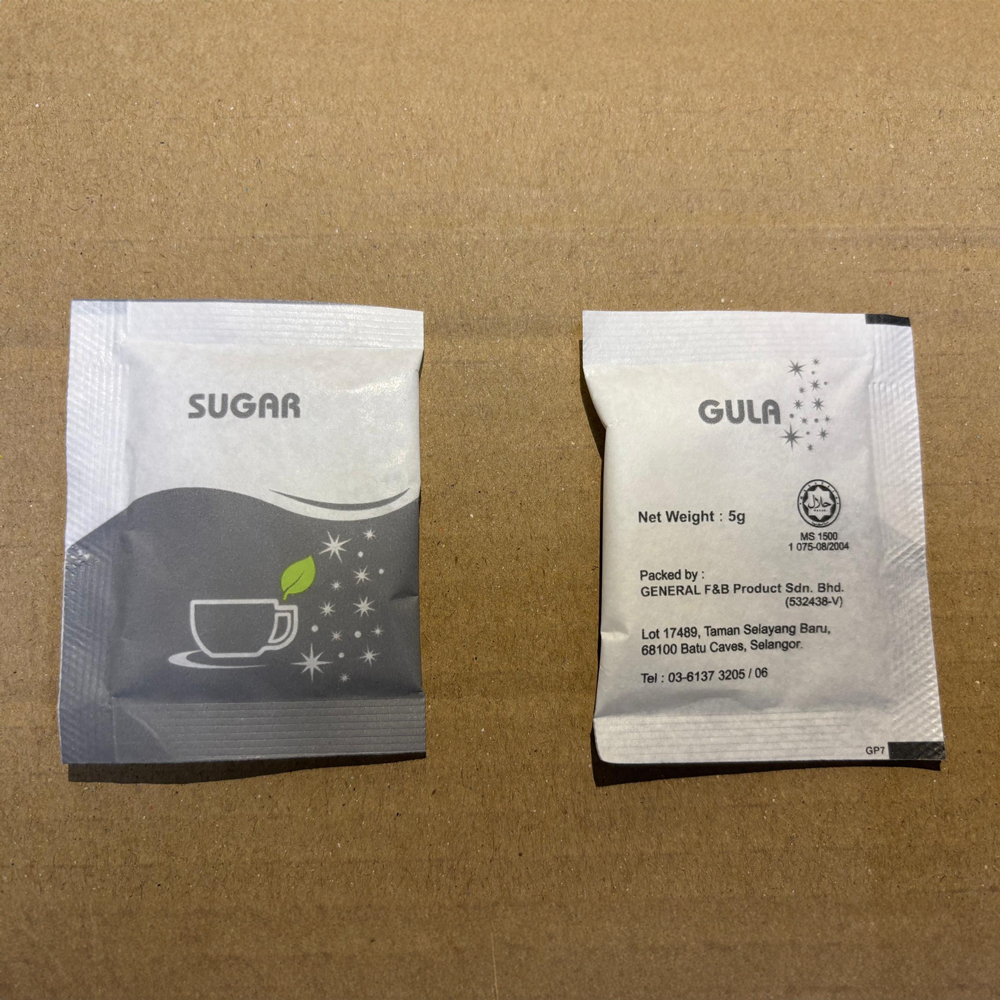 SUGAR
GULA
Net Weight : 5g
حلال
MS 1500
1 075-08/2004
Packed by :
GENERAL F&B Product Sdn. Bhd.
(532438-V)
Lot 17489, Taman Selayang Baru,
68100 Batu Caves, Selangor.
Tel : 03-6137 3205 / 06
GP7